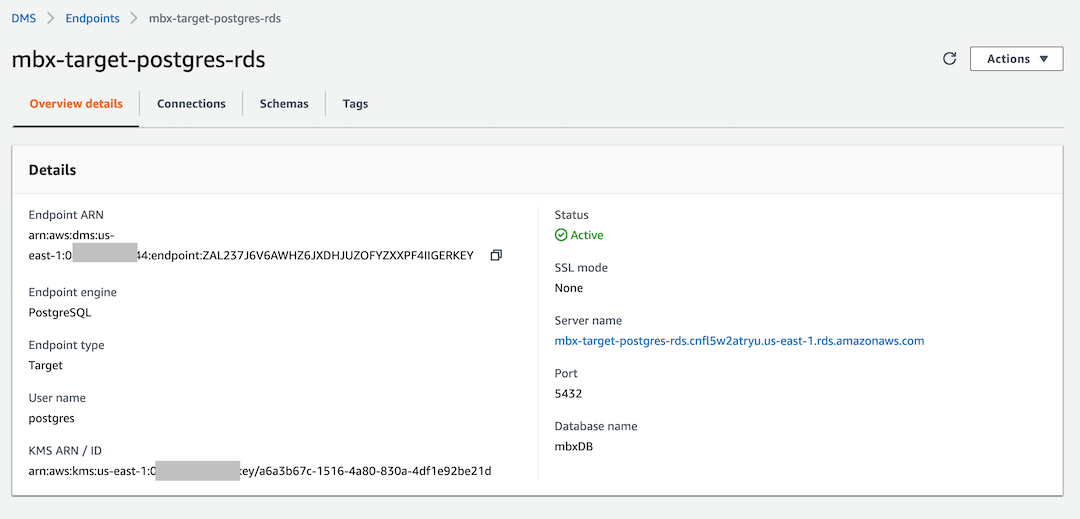 DMS > Endpoints > mbx-target-postgres-rds
mbx-target-postgres-rds
Actions
Overview details
Connections
Schemas
Tags
Details
Endpoint ARN
arn:aws:dms:us-
east-1:0 44:endpoint:ZAL237J6V6AWHZ6JXDHJUZOFYZXXPF4IIGERKEY
Endpoint engine
PostgreSQL
Endpoint type
Target
User name
postgres
KMS ARN / ID
arn:aws:kms:us-east-1:0 key/a6a3b67c-1516-4a80-830a-4df1e92be21d
Status
Active
SSL mode
None
Server name
mbx-target-postgres-rds.cnfl5w2atryu.us-east-1.rds.amazonaws.com
Port
5432
Database name
mbxDB